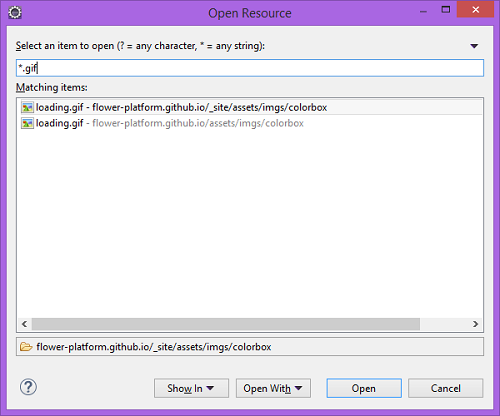 Open Resource
Select an item to open (? = any character, * = any string):
*.gif
Matching items:
loading.gif - flower-platform.github.io/_site/assets/imgs/colorbox
loading.gif - flower-platform.github.io/assets/imgs/colorbox
flower-platform.github.io/_site/assets/imgs/colorbox
? Show In Open With Open Cancel